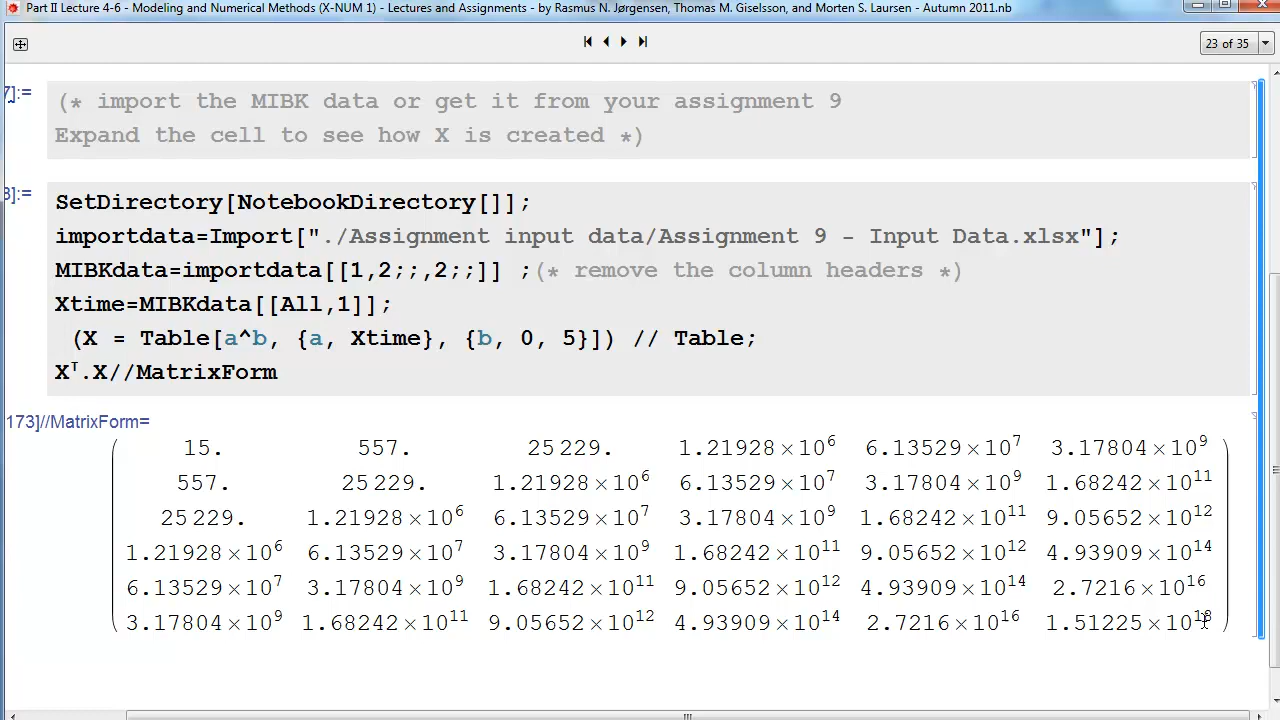 Part II Lecture 4-6 - Modeling and Numerical Methods (X-NUM 1) - Lectures and Assignments - by Rasmus N. Jørgensen, Thomas M. Giselsson, and Morten S. Laursen - Autumn 2011.nb
23 of 35
7]:=
(* import the MIBK data or get it from your assignment 9
Expand the cell to see how X is created *)
8]:=
SetDirectory[NotebookDirectory[]];
importdata=Import["./Assignment input data/Assignment 9 - Input Data.xlsx"];
MIBKdata=importdata[[1,2;;,2;;]] ;(* remove the column headers *)
Xtime=MIBKdata[[All,1]];
(X = Table[a^b, {a, Xtime}, {b, 0, 5}]) // Table;
Xᵀ.X//MatrixForm
173]//MatrixForm=
15. 557. 25 229. 1.21928×10⁶ 6.13529×10⁷ 3.17804×10⁹
557. 25 229. 1.21928×10⁶ 6.13529×10⁷ 3.17804×10⁹ 1.68242×10¹¹
25 229. 1.21928×10⁶ 6.13529×10⁷ 3.17804×10⁹ 1.68242×10¹¹ 9.05652×10¹²
1.21928×10⁶ 6.13529×10⁷ 3.17804×10⁹ 1.68242×10¹¹ 9.05652×10¹² 4.93909×10¹⁴
6.13529×10⁷ 3.17804×10⁹ 1.68242×10¹¹ 9.05652×10¹² 4.93909×10¹⁴ 2.7216×10¹⁶
3.17804×10⁹ 1.68242×10¹¹ 9.05652×10¹² 4.93909×10¹⁴ 2.7216×10¹⁶ 1.51225×10¹⁸